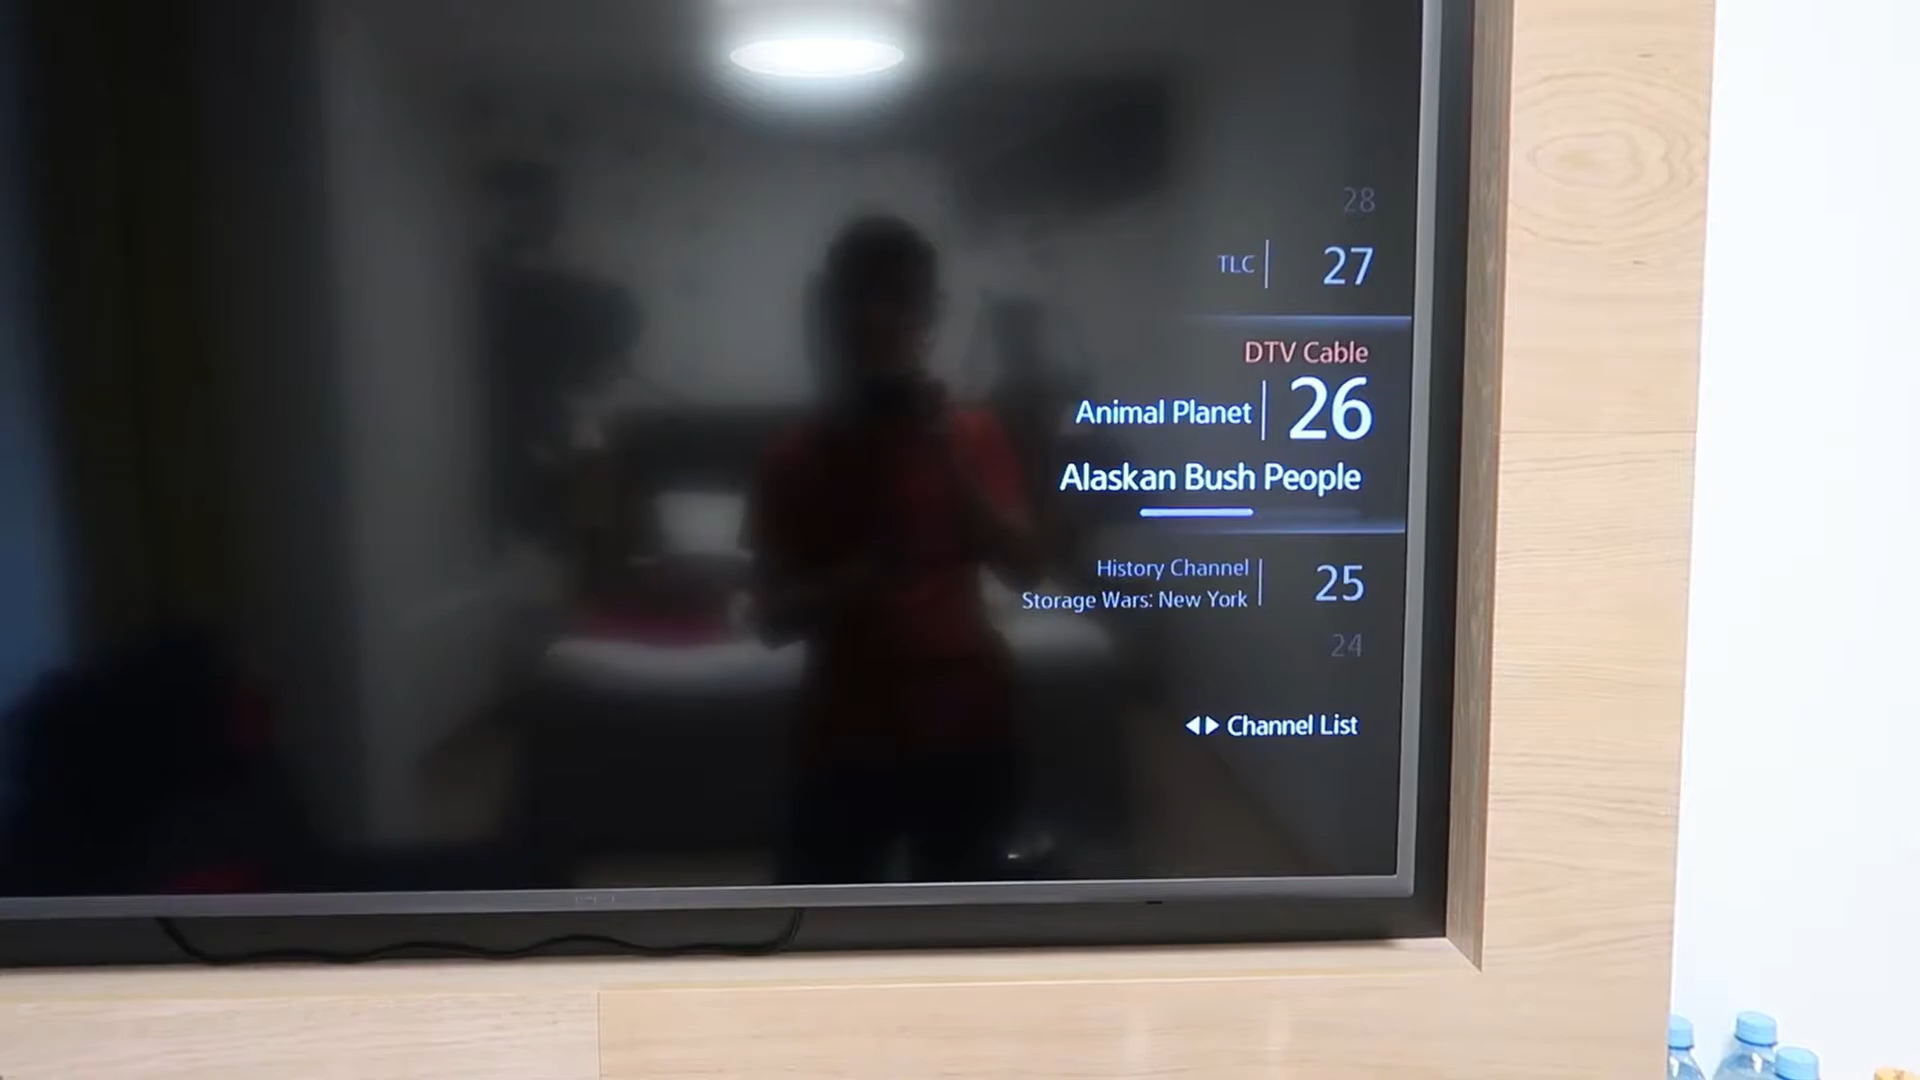 28
TLC 27
DTV Cable
Animal Planet 26
Alaskan Bush People
History Channel 25
Storage Wars: New York
24
Channel List